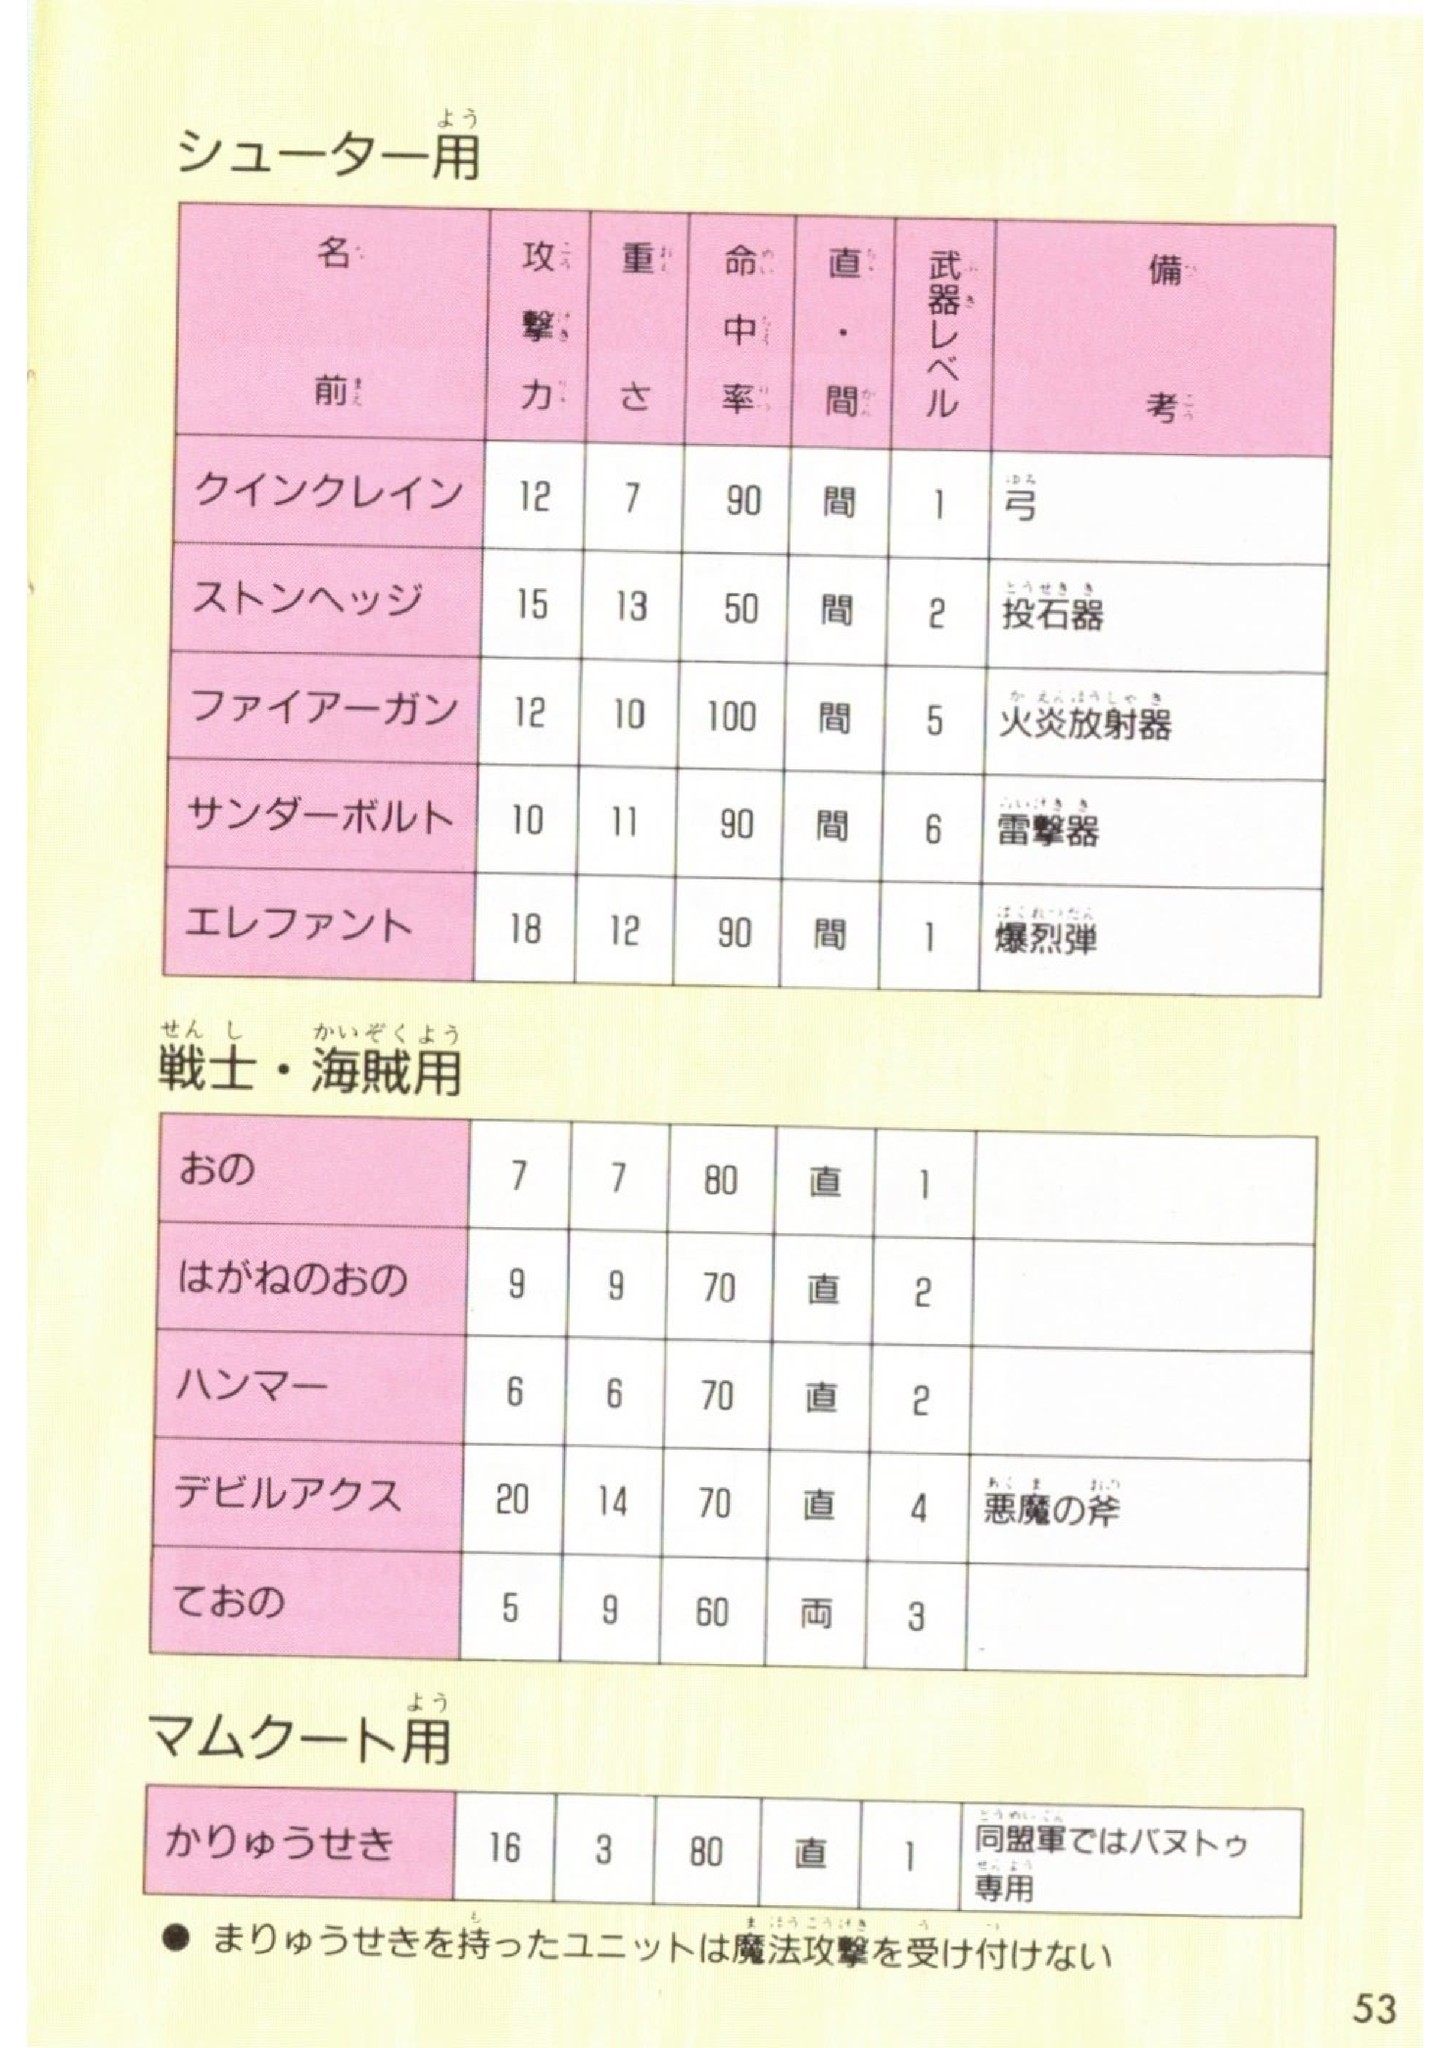 シューター用
名前 攻撃力 重さ 命中率 直・間 武器レベル 備考
クインクレイン 12 7 90 間 1 弓
ストンヘッジ 15 13 50 間 2 投石器
ファイアーガン 12 10 100 間 5 火炎放射器
サンダーボルト 10 11 90 間 6 雷撃器
エレファント 18 12 90 間 1 爆烈弾
戦士・海賊用
おの 7 7 80 直 1
はがねのおの 9 9 70 直 2
ハンマー 6 6 70 直 2
デビルアクス 20 14 70 直 4 悪魔の斧
ておの 5 9 60 両 3
マムクート用
かりゅうせき 16 3 80 直 1 同盟軍ではバヌトゥ
専用
● まりゅうせきを持ったユニットは魔法攻撃を受け付けない
53